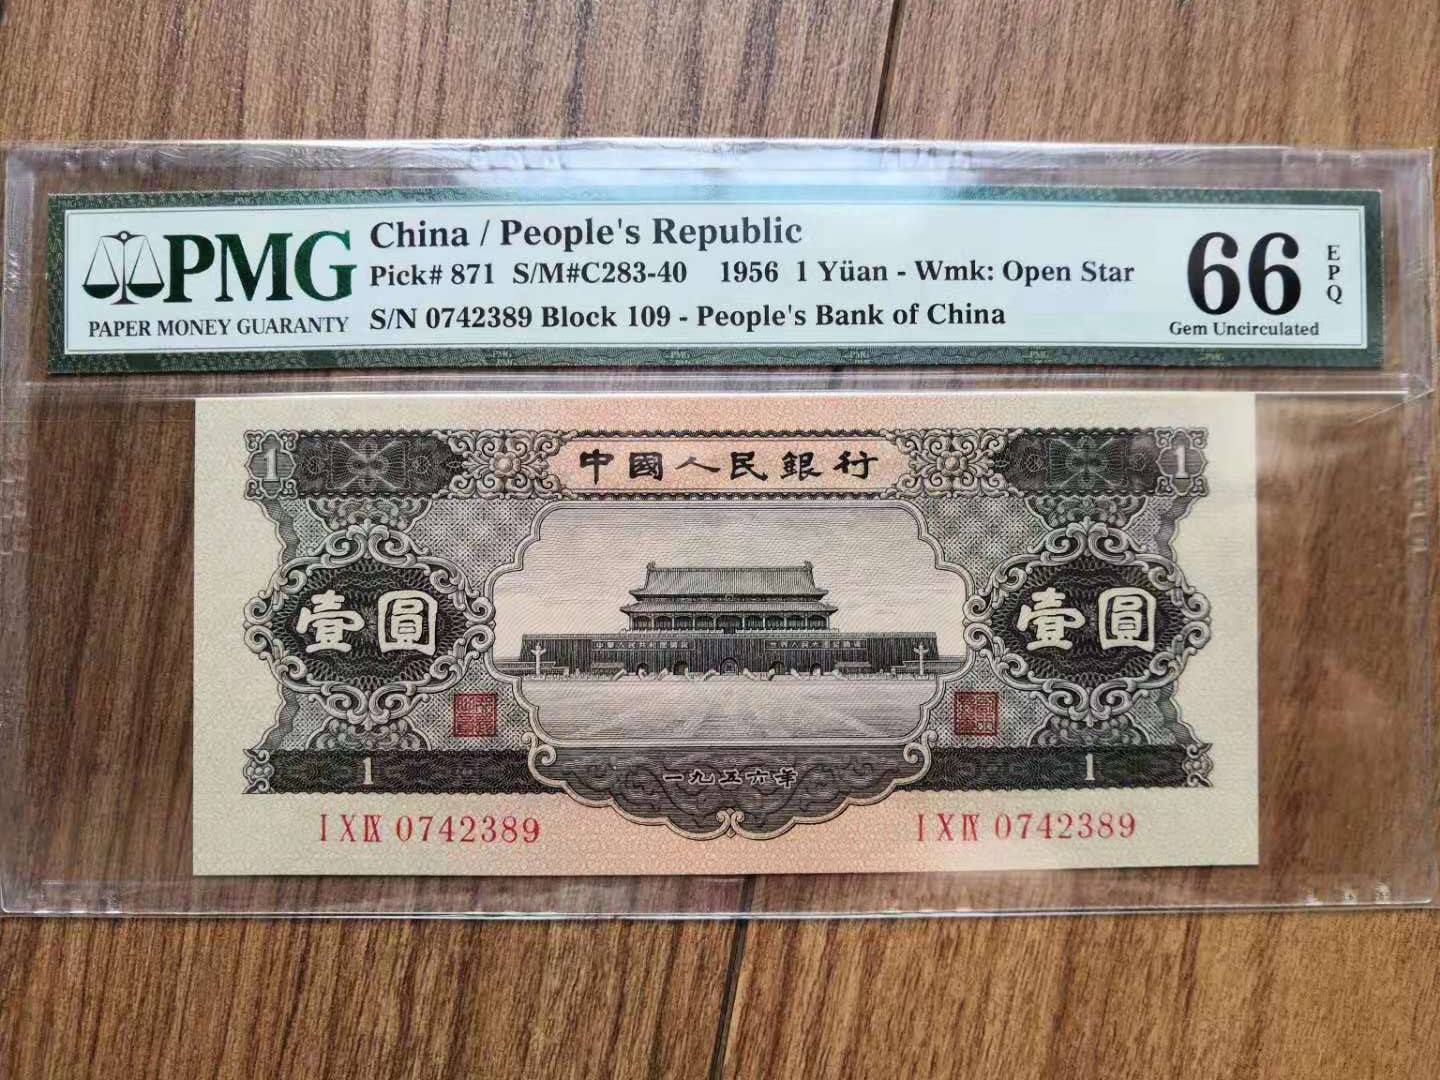 PMG
PAPER MONEY GUARANTY
China / People's Republic
Pick# 871 S/M#C283-40 1956 1 Yüan - Wmk: Open Star
S/N 0742389 Block 109 - People's Bank of China
66
EPQ
Gem Uncirculated
1 中國人民銀行 1
壹圓 壹圓
1 一九五六年 1
I X IX 0742389 I X IX 0742389